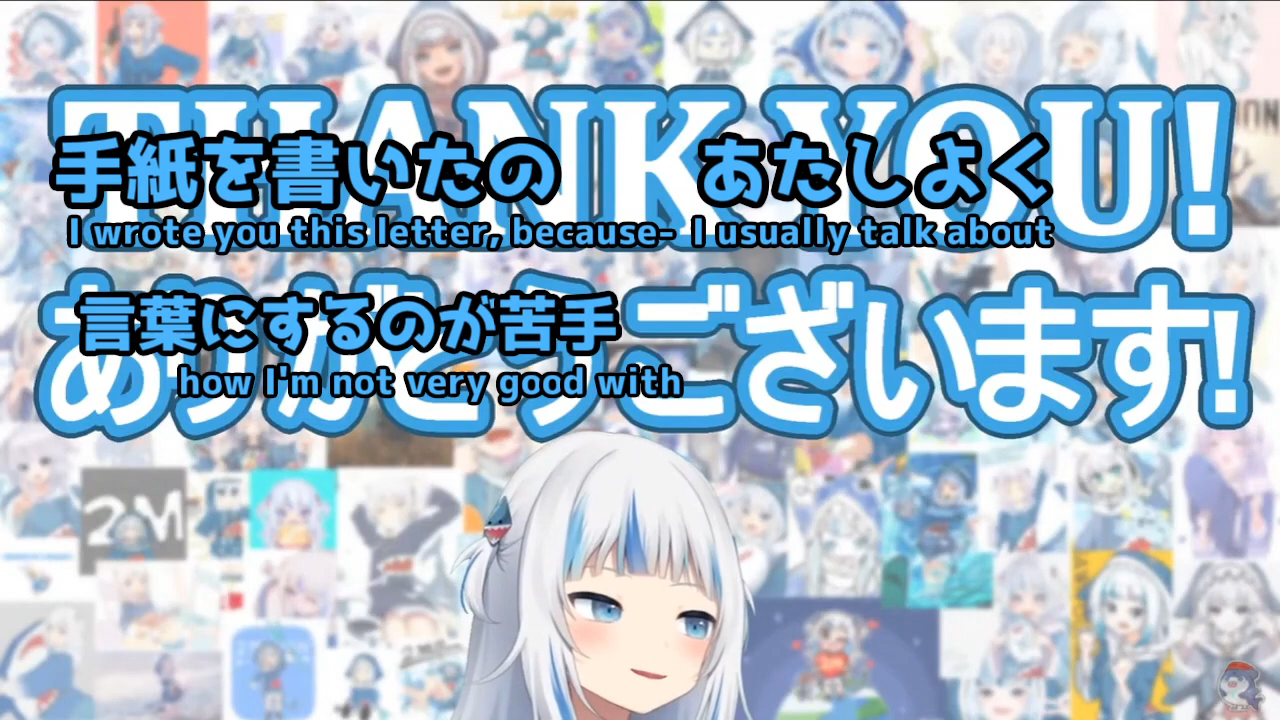 THANK YOU!
手紙を書いたの あたしよく
I wrote you this letter, because- I usually talk about
ありがとうございます!
言葉にするのが苦手
how I'm not very good with
2M